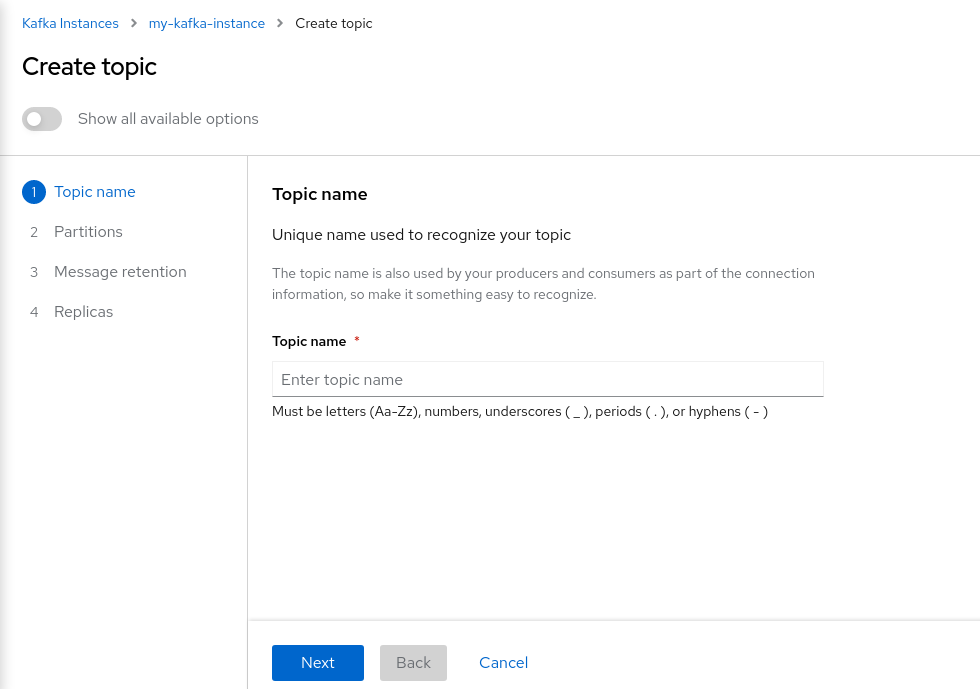 Kafka Instances > my-kafka-instance > Create topic
Create topic
Show all available options
1 Topic name
2 Partitions
3 Message retention
4 Replicas
Topic name
Unique name used to recognize your topic
The topic name is also used by your producers and consumers as part of the connection
information, so make it something easy to recognize.
Topic name *
Enter topic name
Must be letters (Aa-Zz), numbers, underscores ( _ ), periods ( . ), or hyphens ( - )
Next Back Cancel